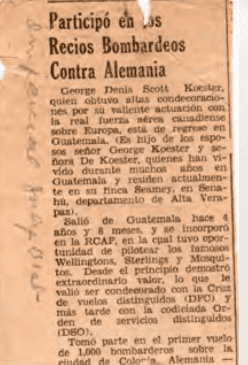 Participó en los
Recios Bombardeos
Contra Alemania
George Denis Scott Koester,
quien obtuvo altas condecoracio-
nes por su valiente actuación con
la real fuerza aérea canadiense
sobre Europa, está de regreso en
Guatemala. (Es hijo de los espo-
sos señor George Koester y se-
ñora De Koester, quienes han vi-
vido durante muchos años en
Guatemala y residen actualmen-
te en su finca Seamey, en Sena-
hú, departamento de Alta Vera-
paz).
Salió de Guatemala hace 4
años y 8 meses, y se incorporó
en la RCAF, en la cual tuvo opor-
tunidad de pilotear los famosos
Wellingtons, Sterlings y Mosqui-
tos. Desde el principio demostró
extraordinario valor, lo que le
valió ser condecorado con la Cruz
de vuelos distinguidos (DFC) y
más tarde con la codiciada Or-
den de servicios distinguidos
(DSO).
Tomó parte en el primer vuelo
de 1,000 bombarderos sobre la
ciudad de Colonia, Alemania —